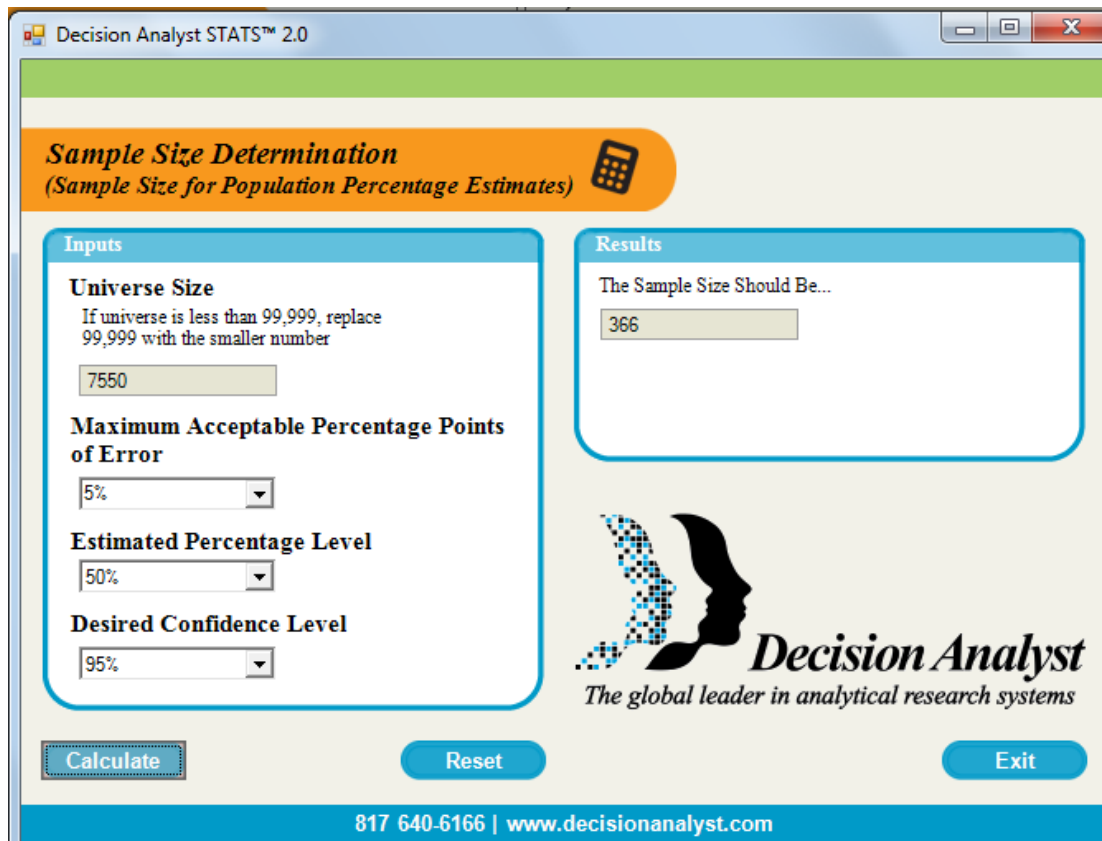 Decision Analyst STATS™ 2.0
Sample Size Determination
(Sample Size for Population Percentage Estimates)
Inputs
Universe Size
If universe is less than 99,999, replace
99,999 with the smaller number
7550
Maximum Acceptable Percentage Points
of Error
5%
Estimated Percentage Level
50%
Desired Confidence Level
95%
Results
The Sample Size Should Be...
366
Decision Analyst
The global leader in analytical research systems
Calculate
Reset
Exit
817 640-6166 | www.decisionanalyst.com